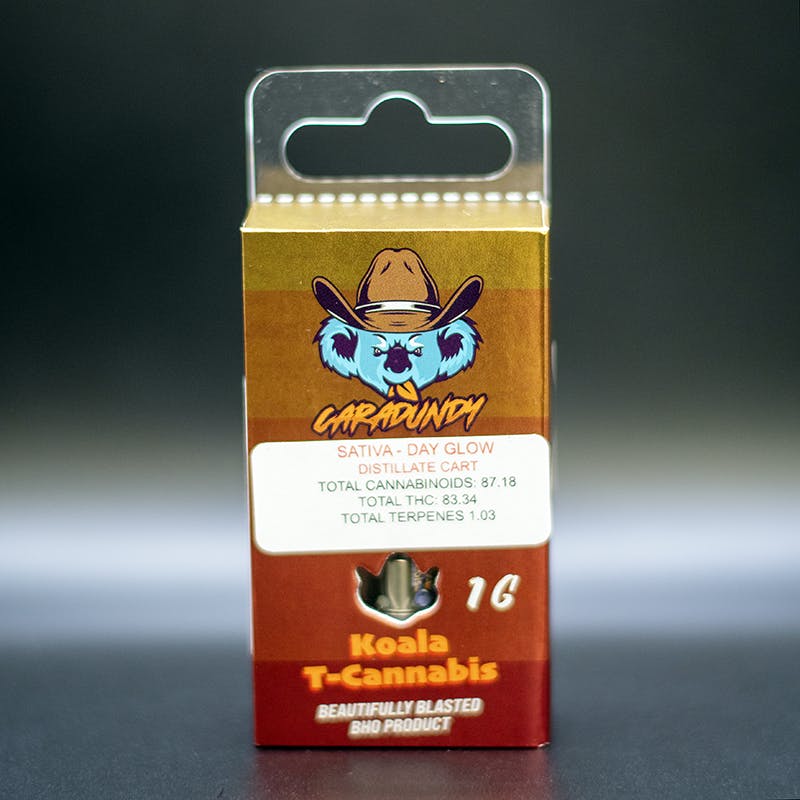 CARADUNDY
SATIVA - DAY GLOW
DISTILLATE CART
TOTAL CANNABINOIDS: 87.18
TOTAL THC: 83.34
TOTAL TERPENES 1.03
1 G
Koala
T-Cannabis
BEAUTIFULLY BLASTED
BHO PRODUCT